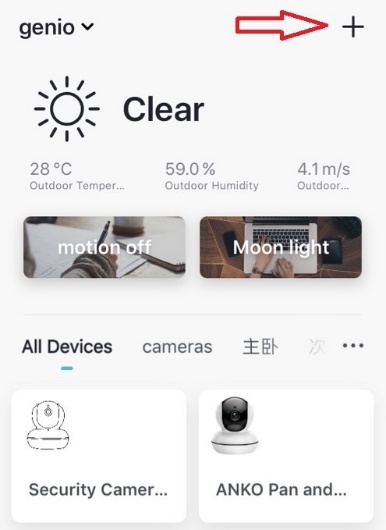 genio
Clear
28 °C
59.0 %
4.1 m/s
Outdoor Temper...
Outdoor Humidity
Outdoor...
motion off
Moon light
All Devices
cameras
主卧
次
...
Security Camer...
ANKO Pan and...